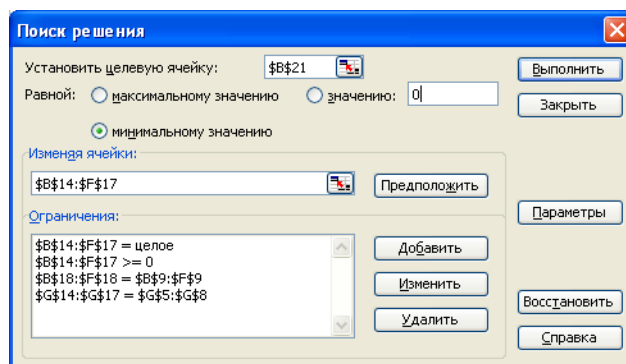 Поиск решения
Установить целевую ячейку: $B$21
Выполнить
Равной: максимальному значению значению: 0
Закрыть
минимальному значению
Изменяя ячейки:
$B$14:$F$17
Предположить
Параметры
Ограничения:
$B$14:$F$17 = целое
$B$14:$F$17 >= 0
$B$18:$F$18 = $B$9:$F$9
$G$14:$G$17 = $G$5:$G$8
Добавить
Изменить
Удалить
Восстановить
Справка